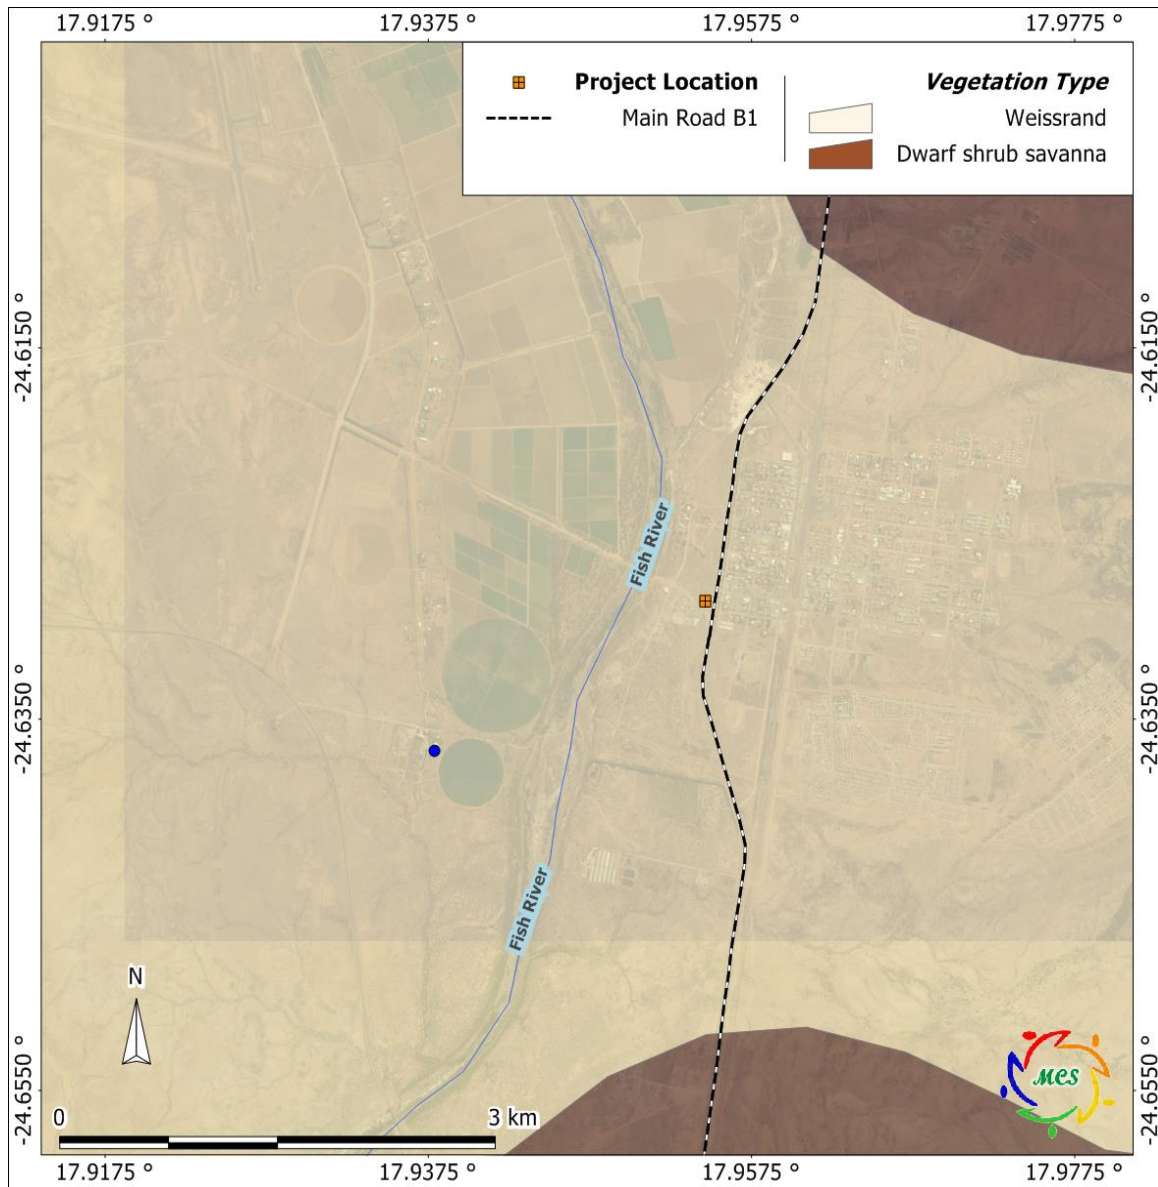 17.9175 ° 17.9375 ° 17.9575 ° 17.9775 °
Project Location
Main Road B1
Vegetation Type
Weissrand
Dwarf shrub savanna
-24.6150 °
-24.6150 °
Fish River
-24.6350 °
-24.6350 °
Fish River
N
MCS
-24.6550 °
-24.6550 °
0 3 km
17.9175 ° 17.9375 ° 17.9575 ° 17.9775 °